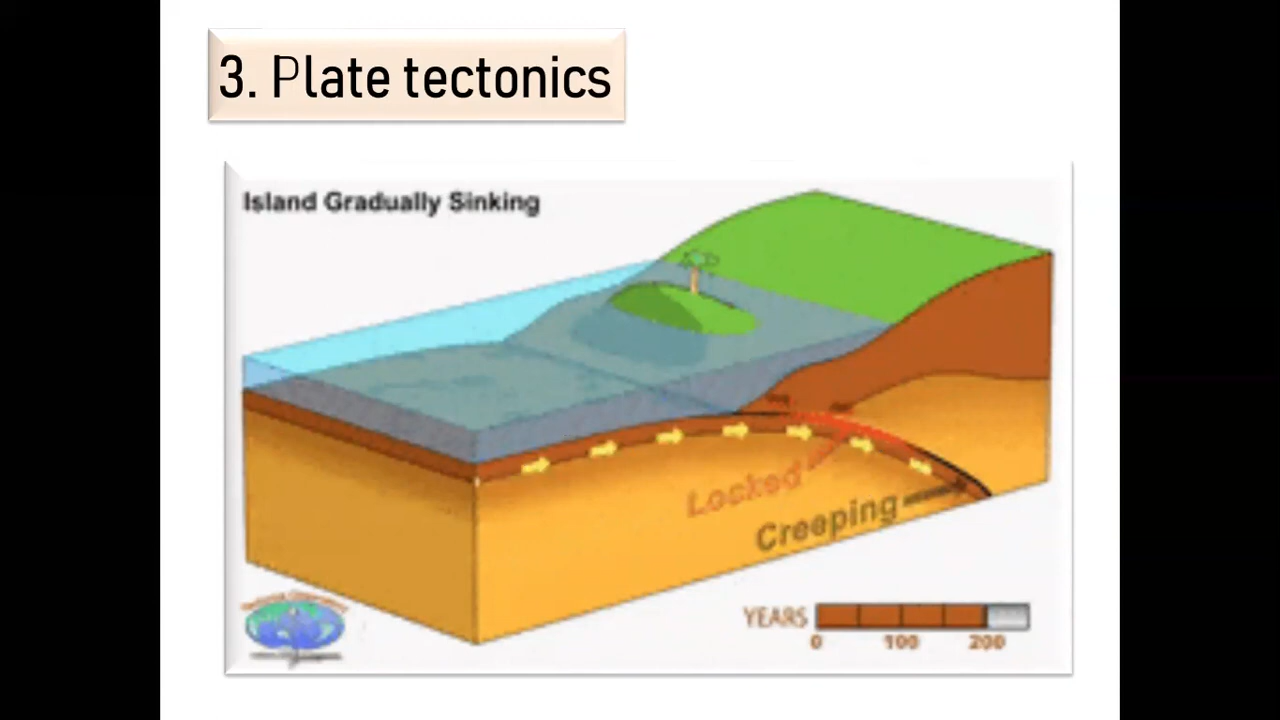 3. Plate tectonics
Island Gradually Sinking
Locked
Creeping
YEARS
0 100 200